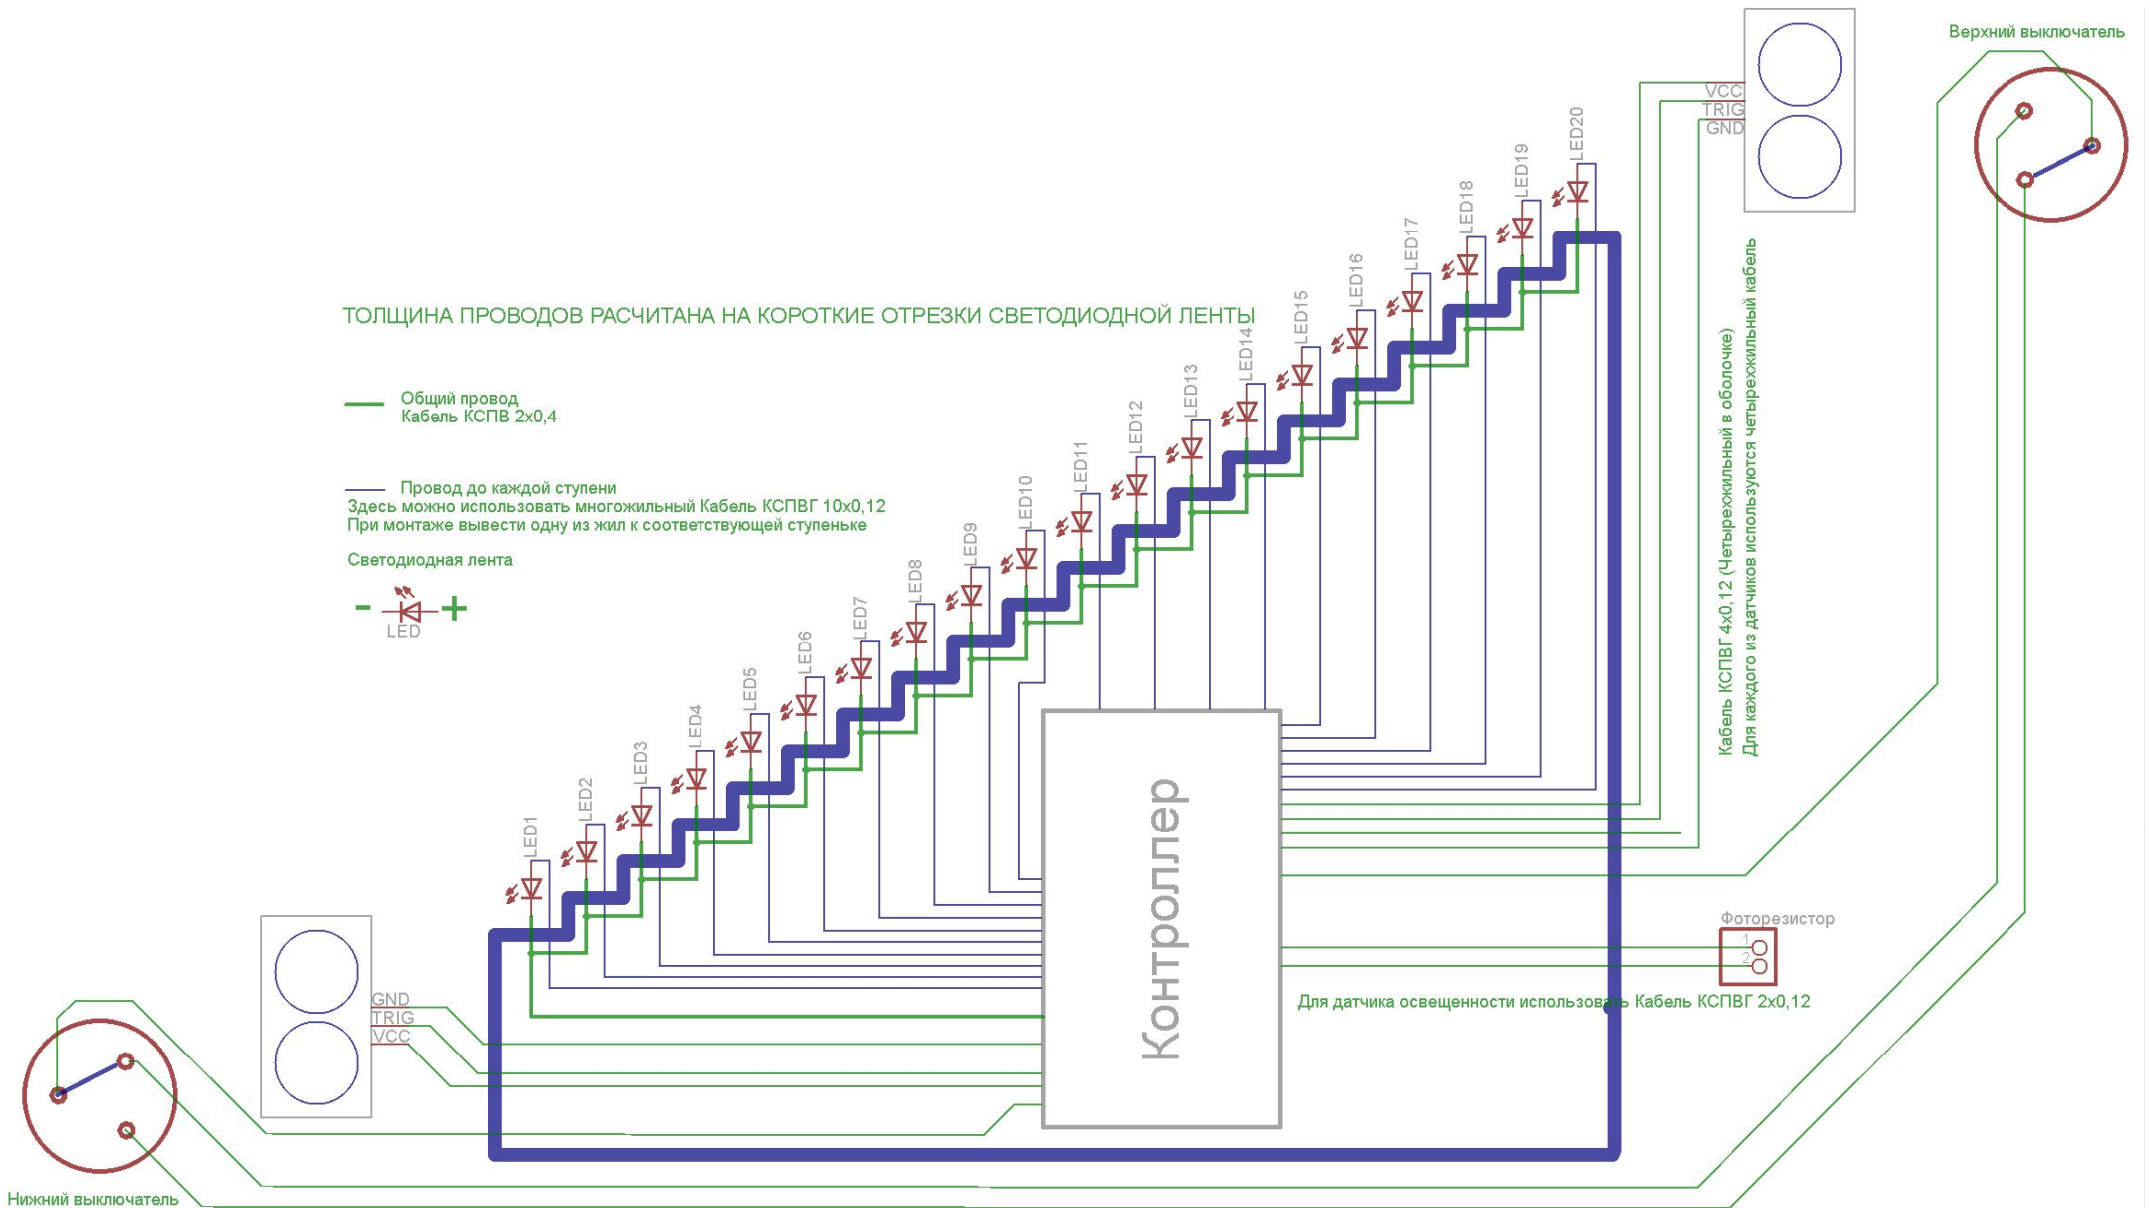 Верхний выключатель
VCC
TRIG
GND
LED20
LED19
LED18
LED17
LED16
LED15
LED14
LED13
LED12
LED11
LED10
LED9
LED8
LED7
LED6
LED5
LED4
LED3
LED2
LED1
ТОЛЩИНА ПРОВОДОВ РАСЧИТАНА НА КОРОТКИЕ ОТРЕЗКИ СВЕТОДИОДНОЙ ЛЕНТЫ
Общий провод
Кабель КСПВ 2x0,4
Провод до каждой ступени
Здесь можно использовать многожильный Кабель КСПВГ 10x0,12
При монтаже вывести одну из жил к соответствующей ступеньке
Светодиодная лента
- +
LED
Кабель КСПВГ 4x0,12 (Четырехжильный в оболочке)
Для каждого из датчиков используются четырехжильный кабель
Контроллер
Фоторезистор
1
2
Для датчика освещенности использовать Кабель КСПВГ 2x0,12
GND
TRIG
VCC
Нижний выключатель